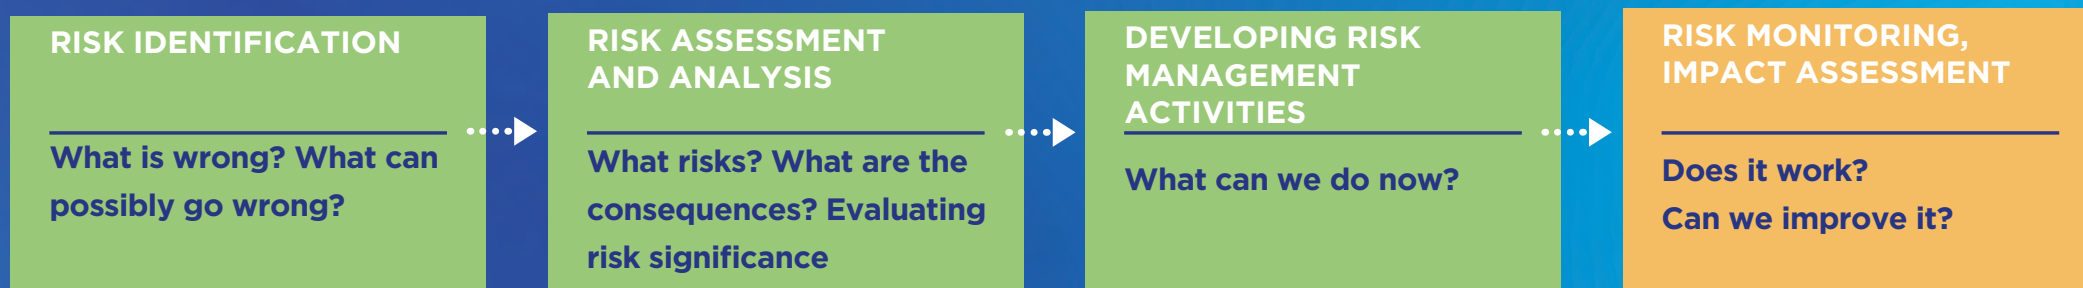 RISK IDENTIFICATION
What is wrong? What can
possibly go wrong?
RISK ASSESSMENT
AND ANALYSIS
What risks? What are the
consequences? Evaluating
risk significance
DEVELOPING RISK
MANAGEMENT
ACTIVITIES
What can we do now?
RISK MONITORING,
IMPACT ASSESSMENT
Does it work?
Can we improve it?